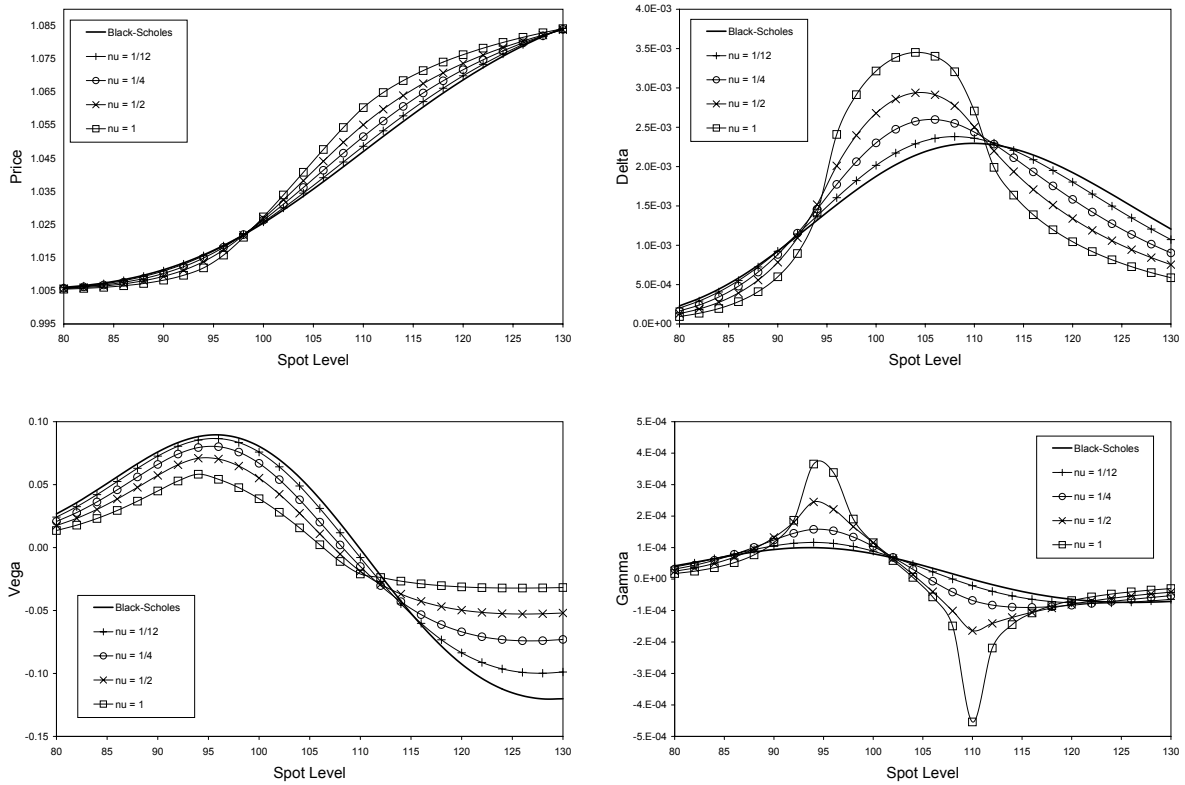 1.085
1.075
1.065
1.055
1.045
1.035
1.025
1.015
1.005
0.995
Price
Black-Scholes
nu = 1/12
nu = 1/4
nu = 1/2
nu = 1
80 85 90 95 100 105 110 115 120 125 130
Spot Level
4.0E-03
3.5E-03
3.0E-03
2.5E-03
2.0E-03
1.5E-03
1.0E-03
5.0E-04
0.0E+00
Delta
Black-Scholes
nu = 1/12
nu = 1/4
nu = 1/2
nu = 1
80 85 90 95 100 105 110 115 120 125 130
Spot Level
0.10
0.05
0.00
-0.05
-0.10
-0.15
Vega
Black-Scholes
nu = 1/12
nu = 1/4
nu = 1/2
nu = 1
80 85 90 95 100 105 110 115 120 125 130
Spot Level
5.E-04
4.E-04
3.E-04
2.E-04
1.E-04
0.E+00
-1.E-04
-2.E-04
-3.E-04
-4.E-04
-5.E-04
Gamma
Black-Scholes
nu = 1/12
nu = 1/4
nu = 1/2
nu = 1
80 85 90 95 100 105 110 115 120 125 130
Spot Level